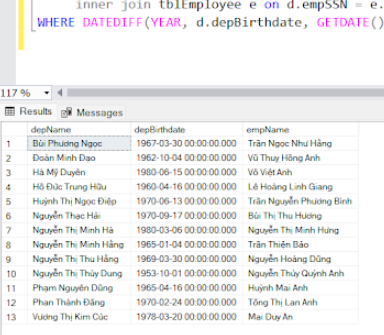 inner join tblEmployee e on d.empSSN = e.
WHERE DATEDIFF(YEAR, d.depBirthdate, GETDATE()
117 %
Results Messages
depName depBirthdate empName
1 Bùi Phương Ngọc 1967-03-30 00:00:00.000 Trần Ngọc Như Hằng
2 Đoàn Minh Đạo 1962-10-04 00:00:00.000 Vũ Thuy Hồng Anh
3 Hà Mỹ Duyên 1980-06-15 00:00:00.000 Võ Việt Anh
4 Hồ Đức Trung Hữu 1960-04-16 00:00:00.000 Lê Hoàng Linh Giang
5 Huỳnh Thị Ngọc Điệp 1970-06-13 00:00:00.000 Trần Nguyễn Phương Bình
6 Nguyễn Thạc Hải 1970-09-17 00:00:00.000 Bùi Thị Thu Hương
7 Nguyễn Thị Minh Hà 1980-03-06 00:00:00.000 Nguyễn Thị Minh Hưng
8 Nguyễn Thị Minh Hằng 1965-01-04 00:00:00.000 Trần Thiên Bảo
9 Nguyễn Thị Thu Hằng 1969-03-30 00:00:00.000 Nguyễn Hoàng Dũng
10 Nguyễn Thị Thùy Dung 1953-10-01 00:00:00.000 Nguyễn Thúy Quỳnh Anh
11 Phạm Nguyên Dũng 1965-04-16 00:00:00.000 Huỳnh Mai Anh
12 Phan Thành Đăng 1970-02-24 00:00:00.000 Tống Thị Lan Anh
13 Vương Thị Kim Cúc 1978-03-20 00:00:00.000 Mai Duy An